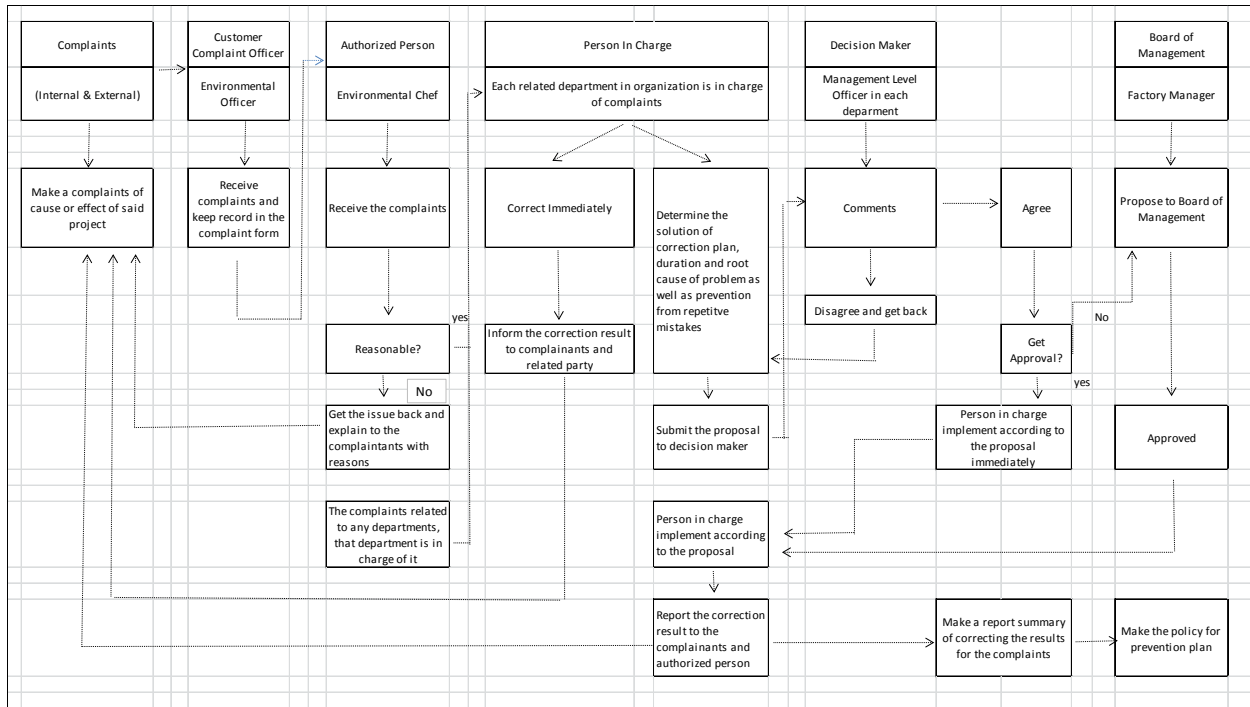 Complaints
(Internal & External)
Customer
Complaint Officer
Environmental
Officer
Authorized Person
Environmental Chef
Person In Charge
Each related department in organization is in charge
of complaints
Decision Maker
Management Level
Officer in each
deparment
Board of
Management
Factory Manager
Make a complaints of
cause or effect of said
project
Receive
complaints and
keep record in the
complaint form
Receive the complaints
Correct Immediately
Determine the
solution of
correction plan,
duration and root
cause of problem as
well as prevention
from repetitve
mistakes
Comments
Agree
Propose to Board of
Management
Disagree and get back
yes
No
Reasonable?
Inform the correction result
to complainants and
related party
Get
Approval?
yes
No
Get the issue back and
explain to the
complaintants with
reasons
Submit the proposal
to decision maker
Person in charge
implement according to
the proposal
immediately
Approved
The complaints related
to any departments,
that department is in
charge of it
Person in charge
implement according
to the proposal
Report the correction
result to the
complainants and
authorized person
Make a report summary
of correcting the results
for the complaints
Make the policy for
prevention plan